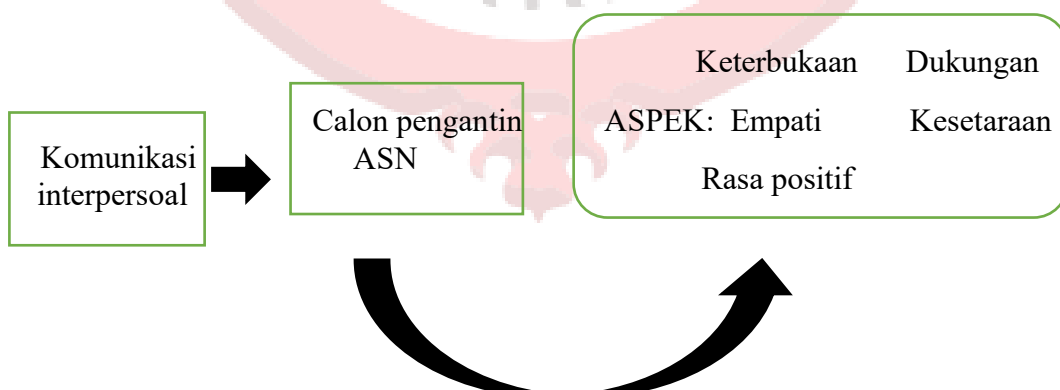 Komunikasi
interpersoal
Calon pengantin
ASN
Keterbukaan Dukungan
ASPEK: Empati Kesetaraan
Rasa positif